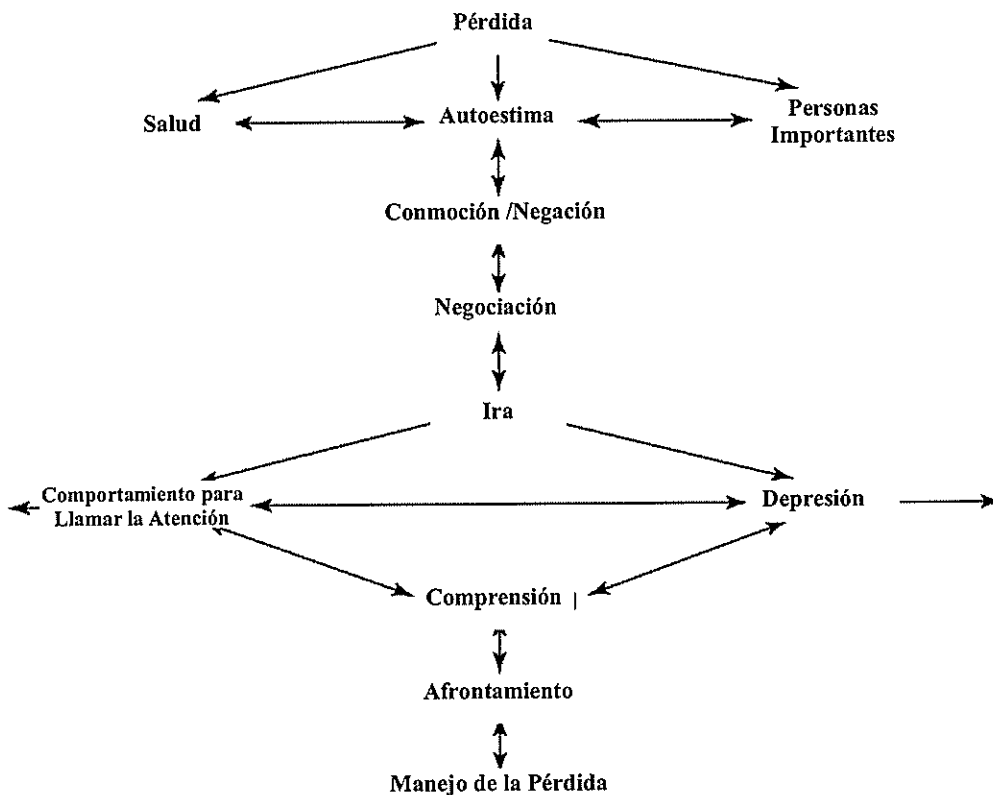 Pérdida
Salud
Autoestima
Personas
Importantes
Conmoción /Negación
Negociación
Ira
Comportamiento para
Llamar la Atención
Depresión
Comprensión
Afrontamiento
Manejo de la Pérdida